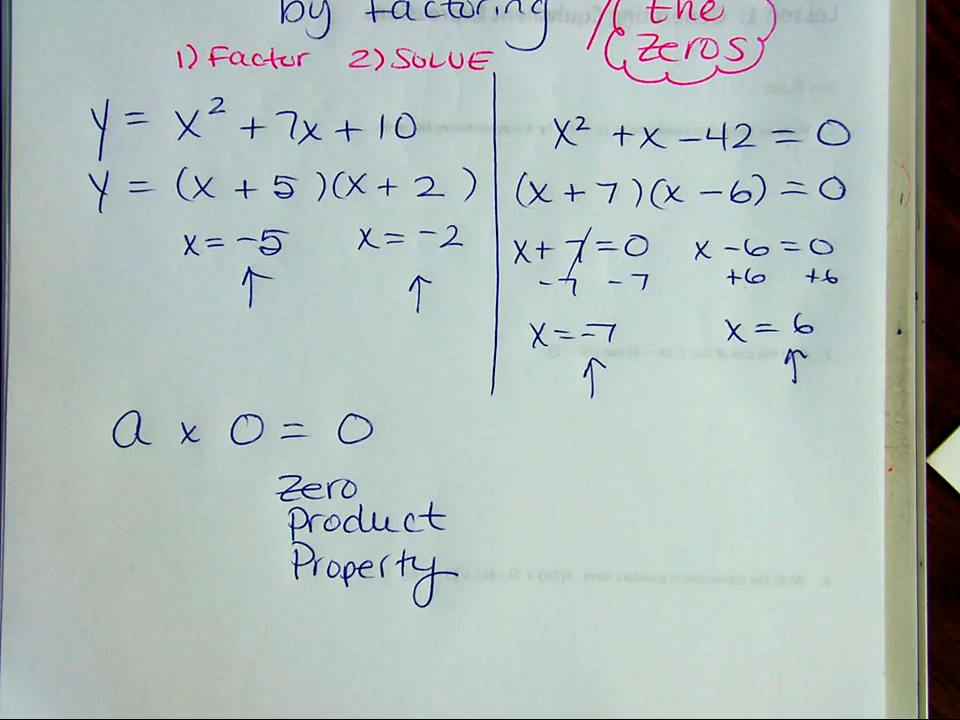 by factoring / (the
zeros)
1) Factor 2) SOLVE
y = x² + 7x + 10
y = (x + 5)(x + 2)
x = -5 x = -2
↑ ↑
x² + x - 42 = 0
(x + 7)(x - 6) = 0
x + 7 = 0 x - 6 = 0
-7 -7 +6 +6
x = -7 x = 6
↑ ↑
a x 0 = 0
Zero
Product
Property